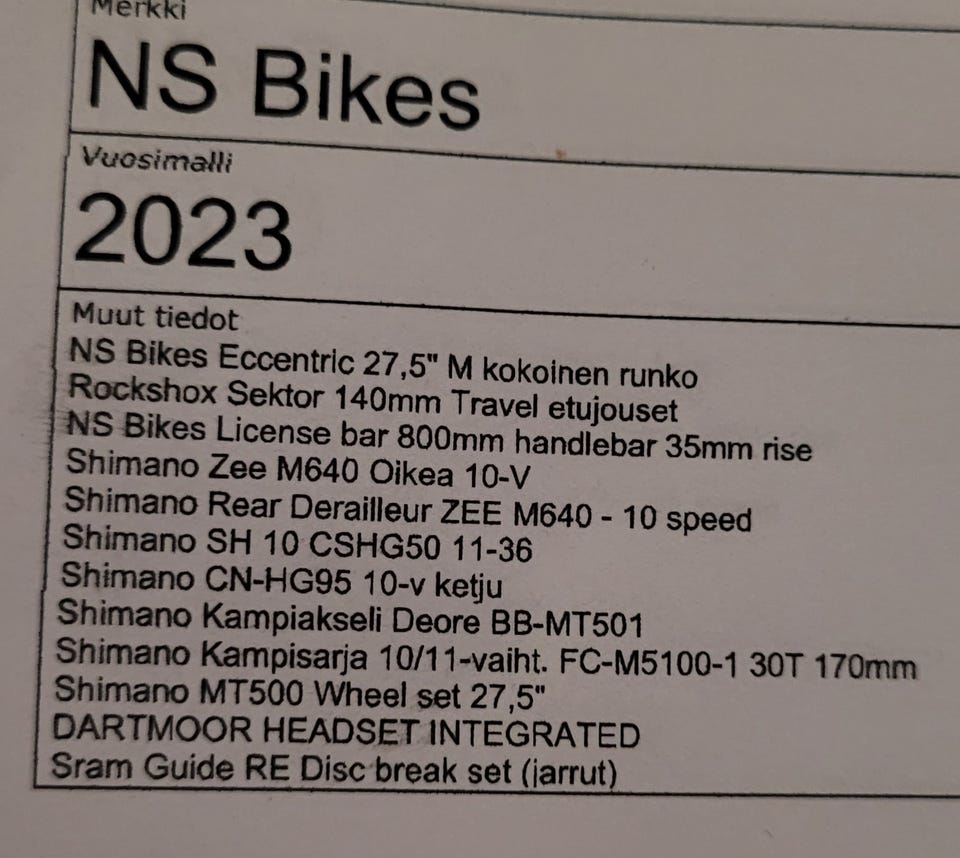 Merkki
NS Bikes
Vuosimalli
2023
Muut tiedot
NS Bikes Eccentric 27,5" M kokoinen runko
Rockshox Sektor 140mm Travel etujouset
NS Bikes License bar 800mm handlebar 35mm rise
Shimano Zee M640 Oikea 10-V
Shimano Rear Derailleur ZEE M640 - 10 speed
Shimano SH 10 CSHG50 11-36
Shimano CN-HG95 10-v ketju
Shimano Kampiakseli Deore BB-MT501
Shimano Kampisarja 10/11-vaiht. FC-M5100-1 30T 170mm
Shimano MT500 Wheel set 27,5"
DARTMOOR HEADSET INTEGRATED
Sram Guide RE Disc break set (jarrut)